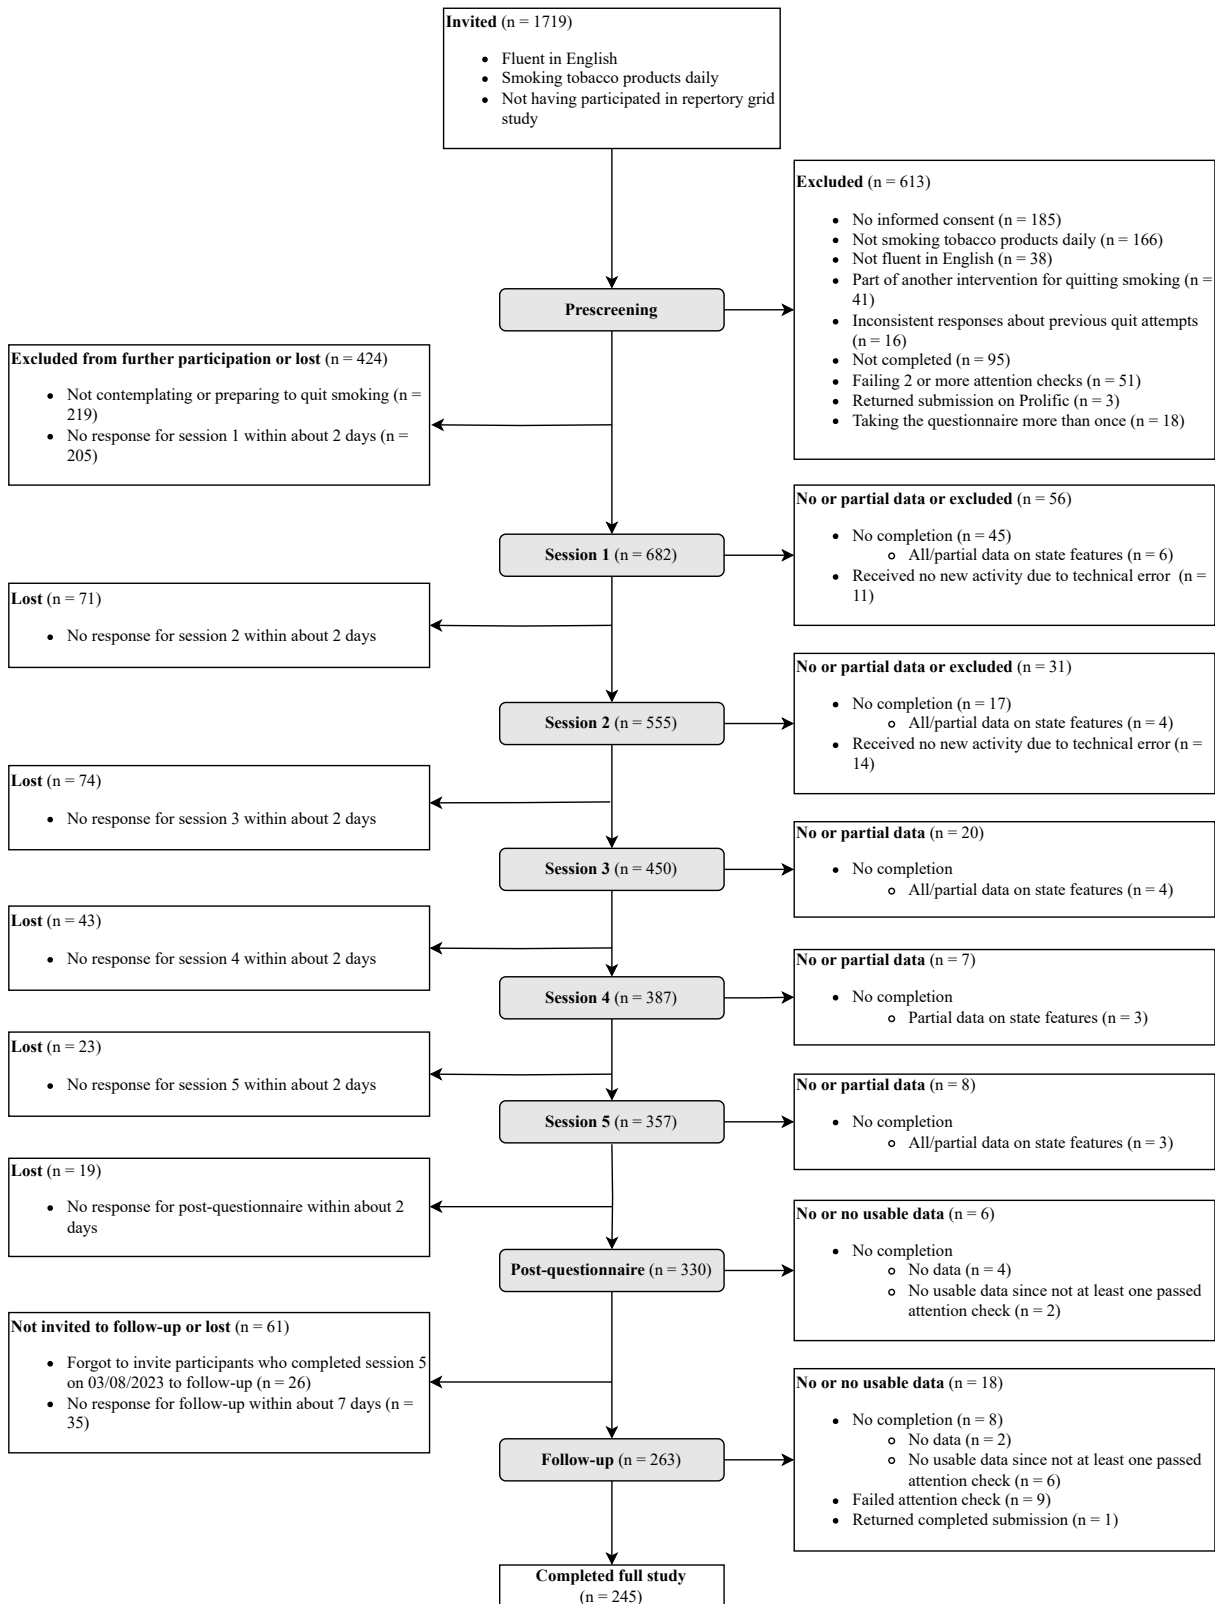 Invited (n = 1719)
• Fluent in English
• Smoking tobacco products daily
• Not having participated in repertory grid
study
Excluded (n = 613)
• No informed consent (n = 185)
• Not smoking tobacco products daily (n = 166)
• Not fluent in English (n = 38)
• Part of another intervention for quitting smoking (n =
41)
• Inconsistent responses about previous quit attempts
(n = 16)
• Not completed (n = 95)
• Failing 2 or more attention checks (n = 51)
• Returned submission on Prolific (n = 3)
• Taking the questionnaire more than once (n = 18)
Prescreening
Excluded from further participation or lost (n = 424)
• Not contemplating or preparing to quit smoking (n =
219)
• No response for session 1 within about 2 days (n =
205)
No or partial data or excluded (n = 56)
• No completion (n = 45)
o All/partial data on state features (n = 6)
• Received no new activity due to technical error (n =
11)
Session 1 (n = 682)
Lost (n = 71)
• No response for session 2 within about 2 days
No or partial data or excluded (n = 31)
• No completion (n = 17)
o All/partial data on state features (n = 4)
• Received no new activity due to technical error (n =
14)
Session 2 (n = 555)
Lost (n = 74)
• No response for session 3 within about 2 days
No or partial data (n = 20)
• No completion
o All/partial data on state features (n = 4)
Session 3 (n = 450)
Lost (n = 43)
• No response for session 4 within about 2 days
No or partial data (n = 7)
• No completion
o Partial data on state features (n = 3)
Session 4 (n = 387)
Lost (n = 23)
• No response for session 5 within about 2 days
No or partial data (n = 8)
• No completion
o All/partial data on state features (n = 3)
Session 5 (n = 357)
Lost (n = 19)
• No response for post-questionnaire within about 2
days
No or no usable data (n = 6)
• No completion
o No data (n = 4)
o No usable data since not at least one passed
attention check (n = 2)
Post-questionnaire (n = 330)
Not invited to follow-up or lost (n = 61)
• Forgot to invite participants who completed session 5
on 03/08/2023 to follow-up (n = 26)
• No response for follow-up within about 7 days (n =
35)
No or no usable data (n = 18)
• No completion (n = 8)
o No data (n = 2)
o No usable data since not at least one passed
attention check (n = 6)
• Failed attention check (n = 9)
• Returned completed submission (n = 1)
Follow-up (n = 263)
Completed full study
(n = 245)